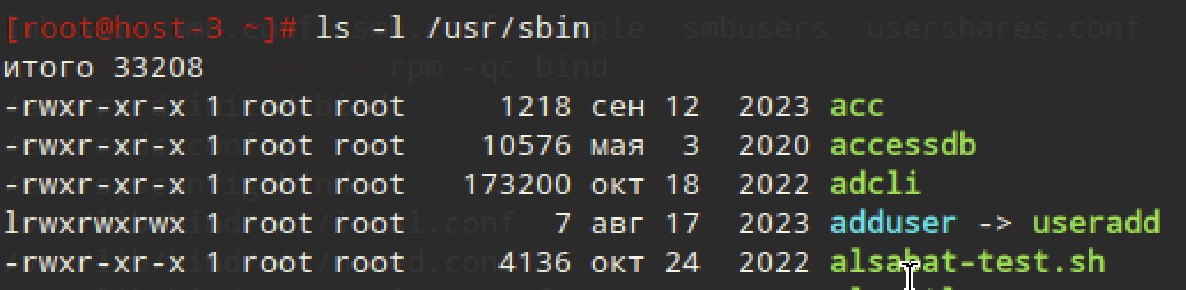 [root@host-3 ~]# ls -l /usr/sbin
итого 33208
-rwxr-xr-x 1 root root 1218 сен 12 2023 acc
-rwxr-xr-x 1 root root 10576 мая 3 2020 accessdb
-rwxr-xr-x 1 root root 173200 окт 18 2022 adcli
lrwxrwxrwx 1 root root 7 авг 17 2023 adduser -> useradd
-rwxr-xr-x 1 root root 4136 окт 24 2022 alsabat-test.sh